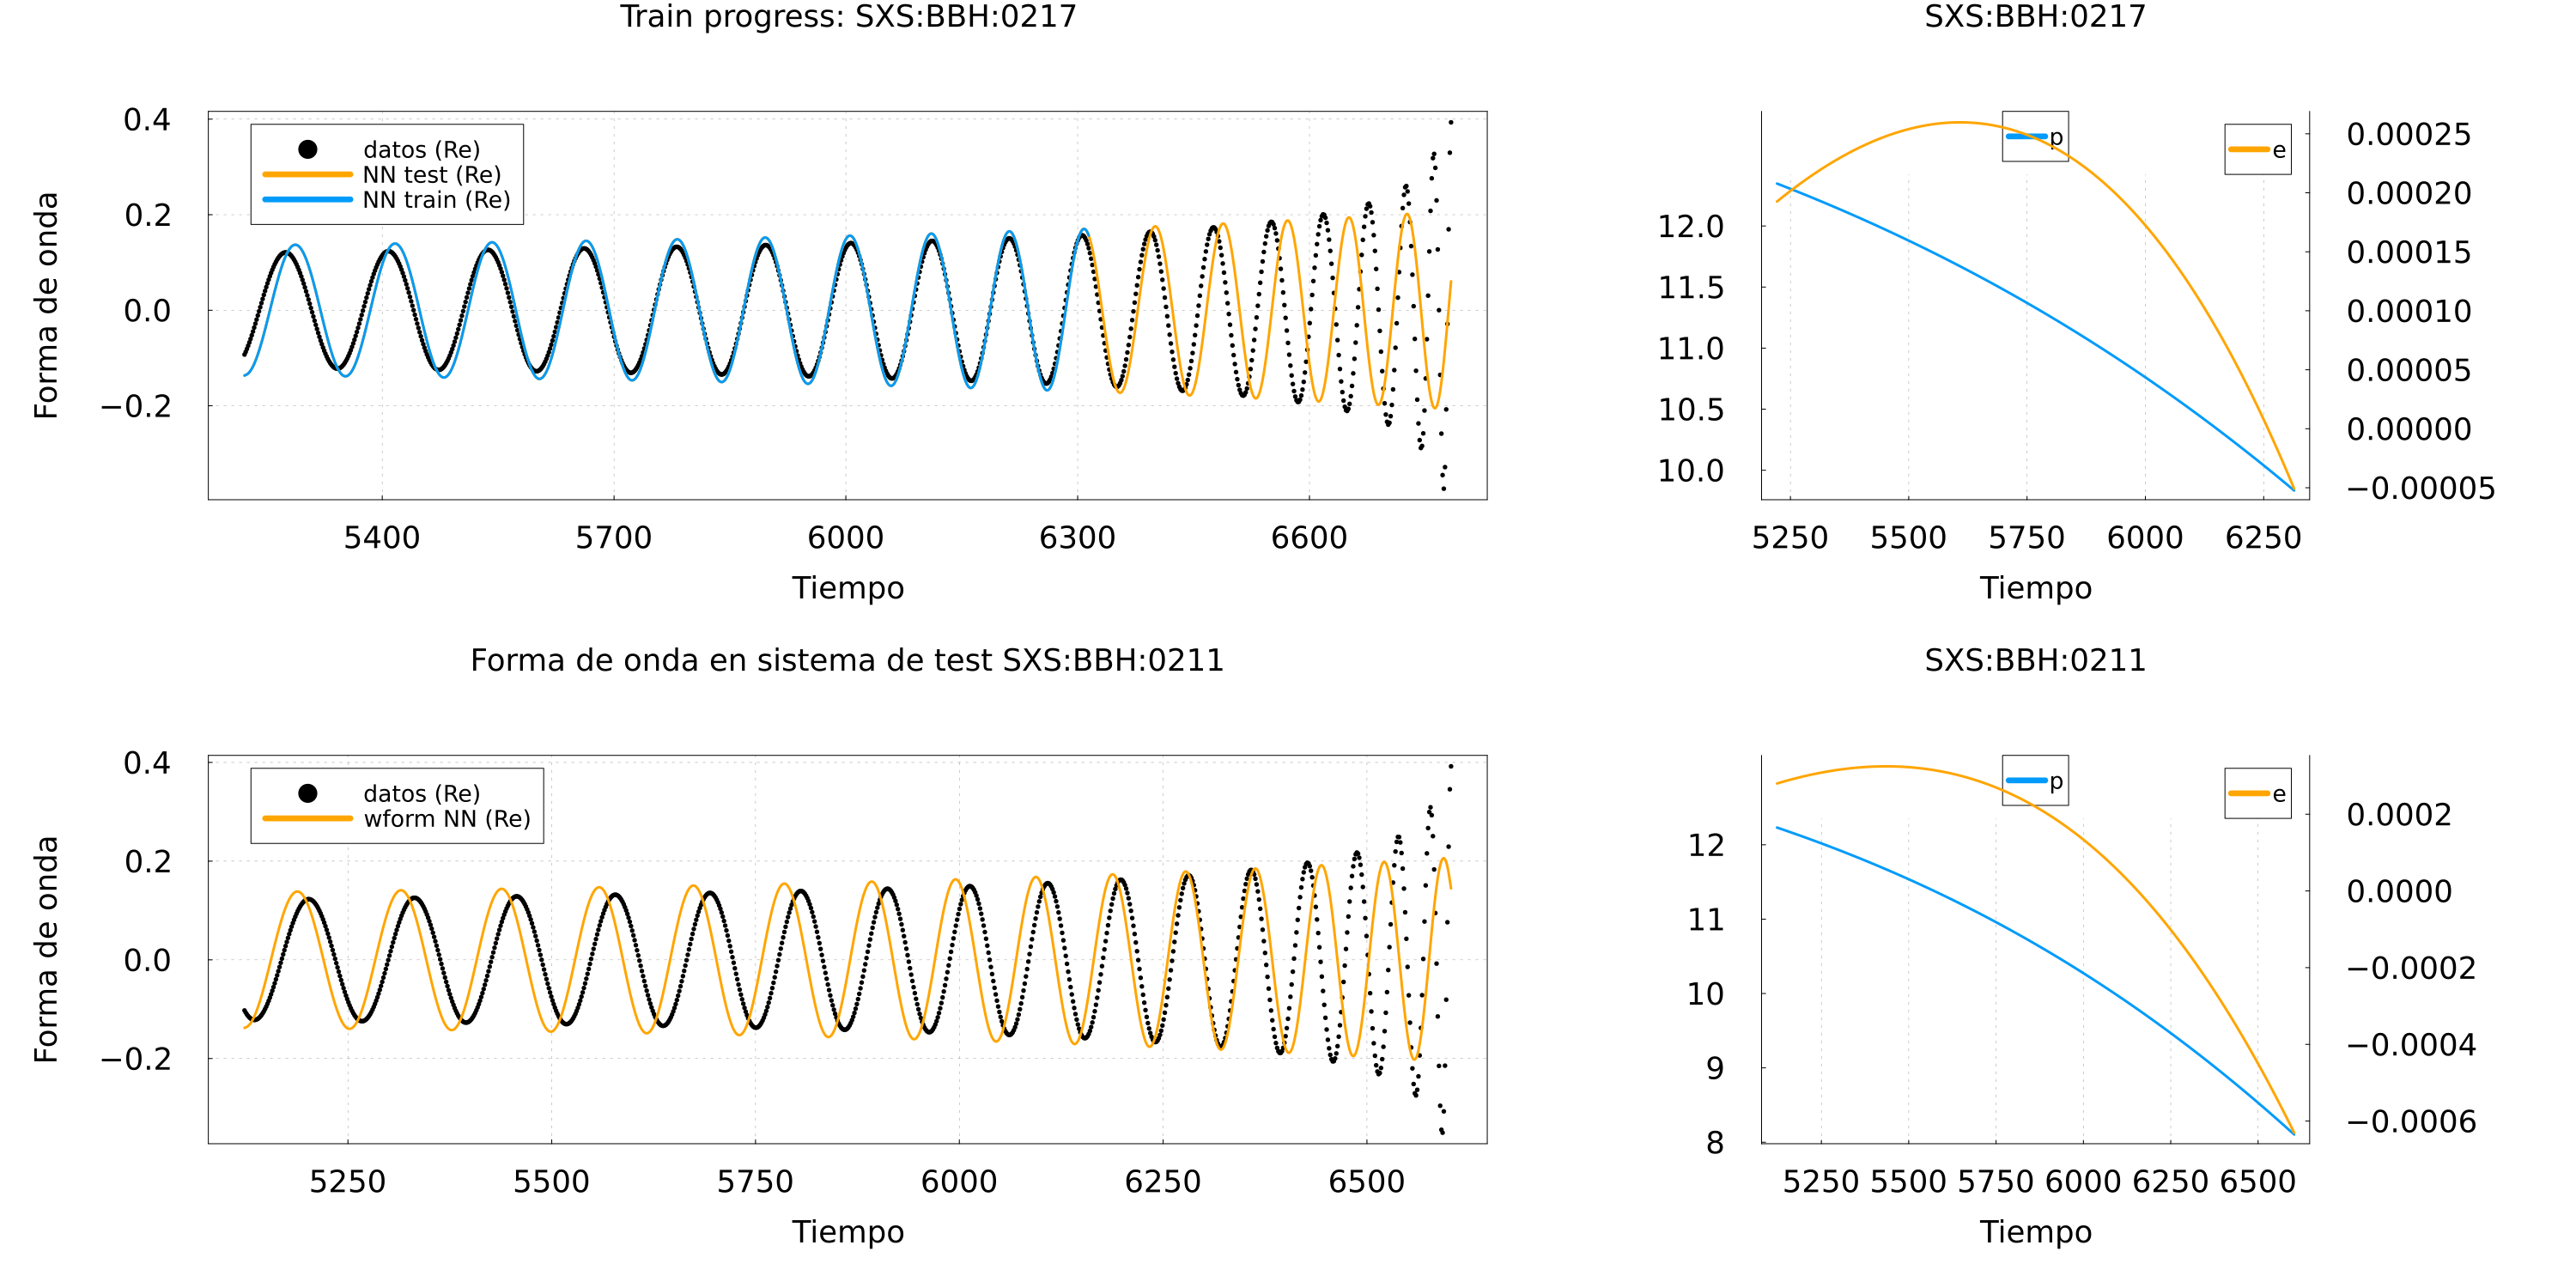 Train progress: SXS:BBH:0217
0.4
0.2
0.0
−0.2
Forma de onda
datos (Re)
NN test (Re)
NN train (Re)
5400 5700 6000 6300 6600
Tiempo
SXS:BBH:0217
12.0
11.5
11.0
10.5
10.0
p
e
0.00025
0.00020
0.00015
0.00010
0.00005
0.00000
−0.00005
5250 5500 5750 6000 6250
Tiempo
Forma de onda en sistema de test SXS:BBH:0211
0.4
0.2
0.0
−0.2
Forma de onda
datos (Re)
wform NN (Re)
5250 5500 5750 6000 6250 6500
Tiempo
SXS:BBH:0211
12
11
10
9
8
p
e
0.0002
0.0000
−0.0002
−0.0004
−0.0006
5250 5500 5750 6000 6250 6500
Tiempo